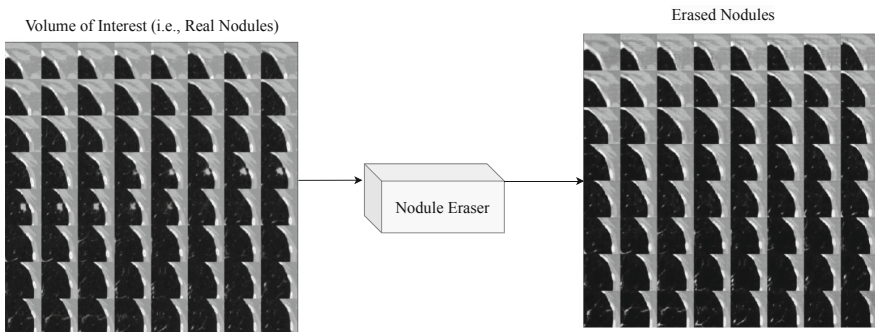 Volume of Interest (i.e., Real Nodules)
Erased Nodules
Nodule Eraser